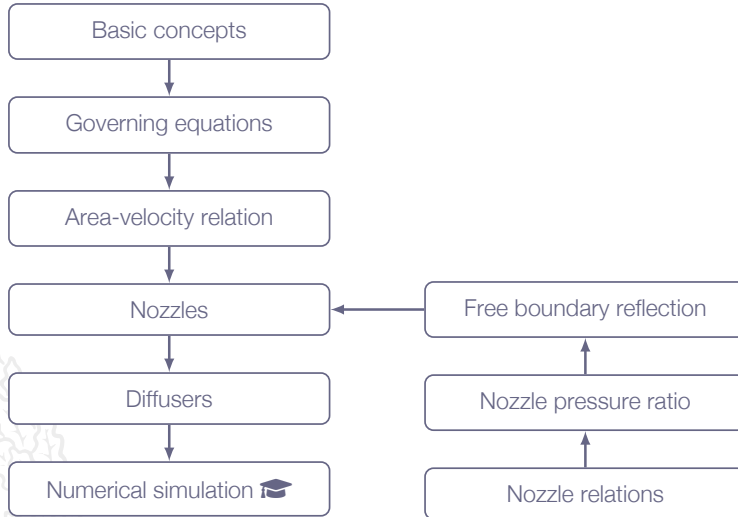 Basic concepts
Governing equations
Area-velocity relation
Nozzles
Diffusers
Numerical simulation
Free boundary reflection
Nozzle pressure ratio
Nozzle relations